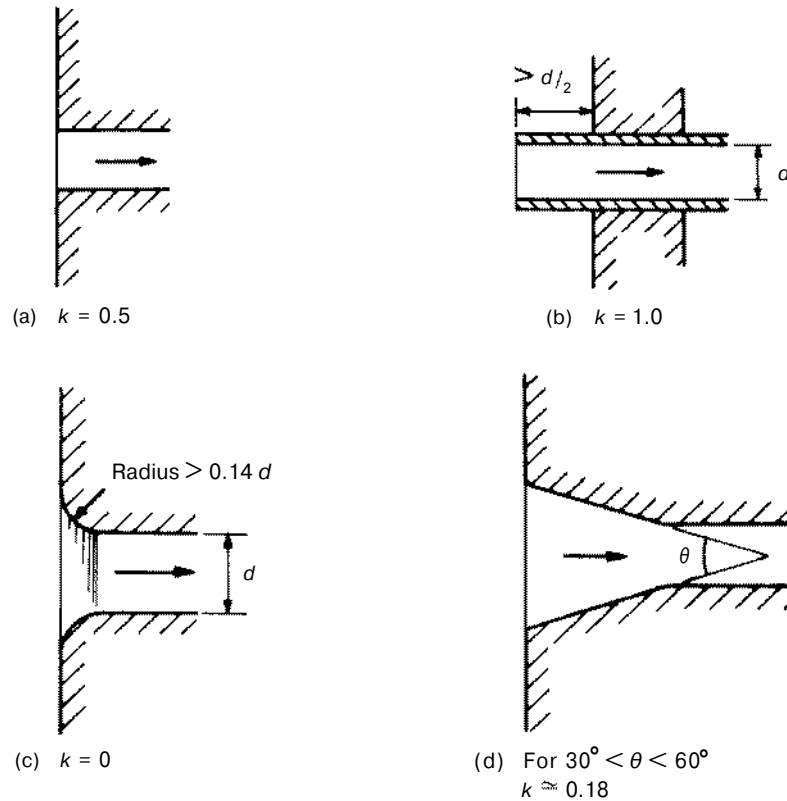 > d/2
d
(a) k = 0.5
(b) k = 1.0
Radius > 0.14 d
d
θ
(c) k = 0
(d) For 30° < θ < 60°
k ≃ 0.18